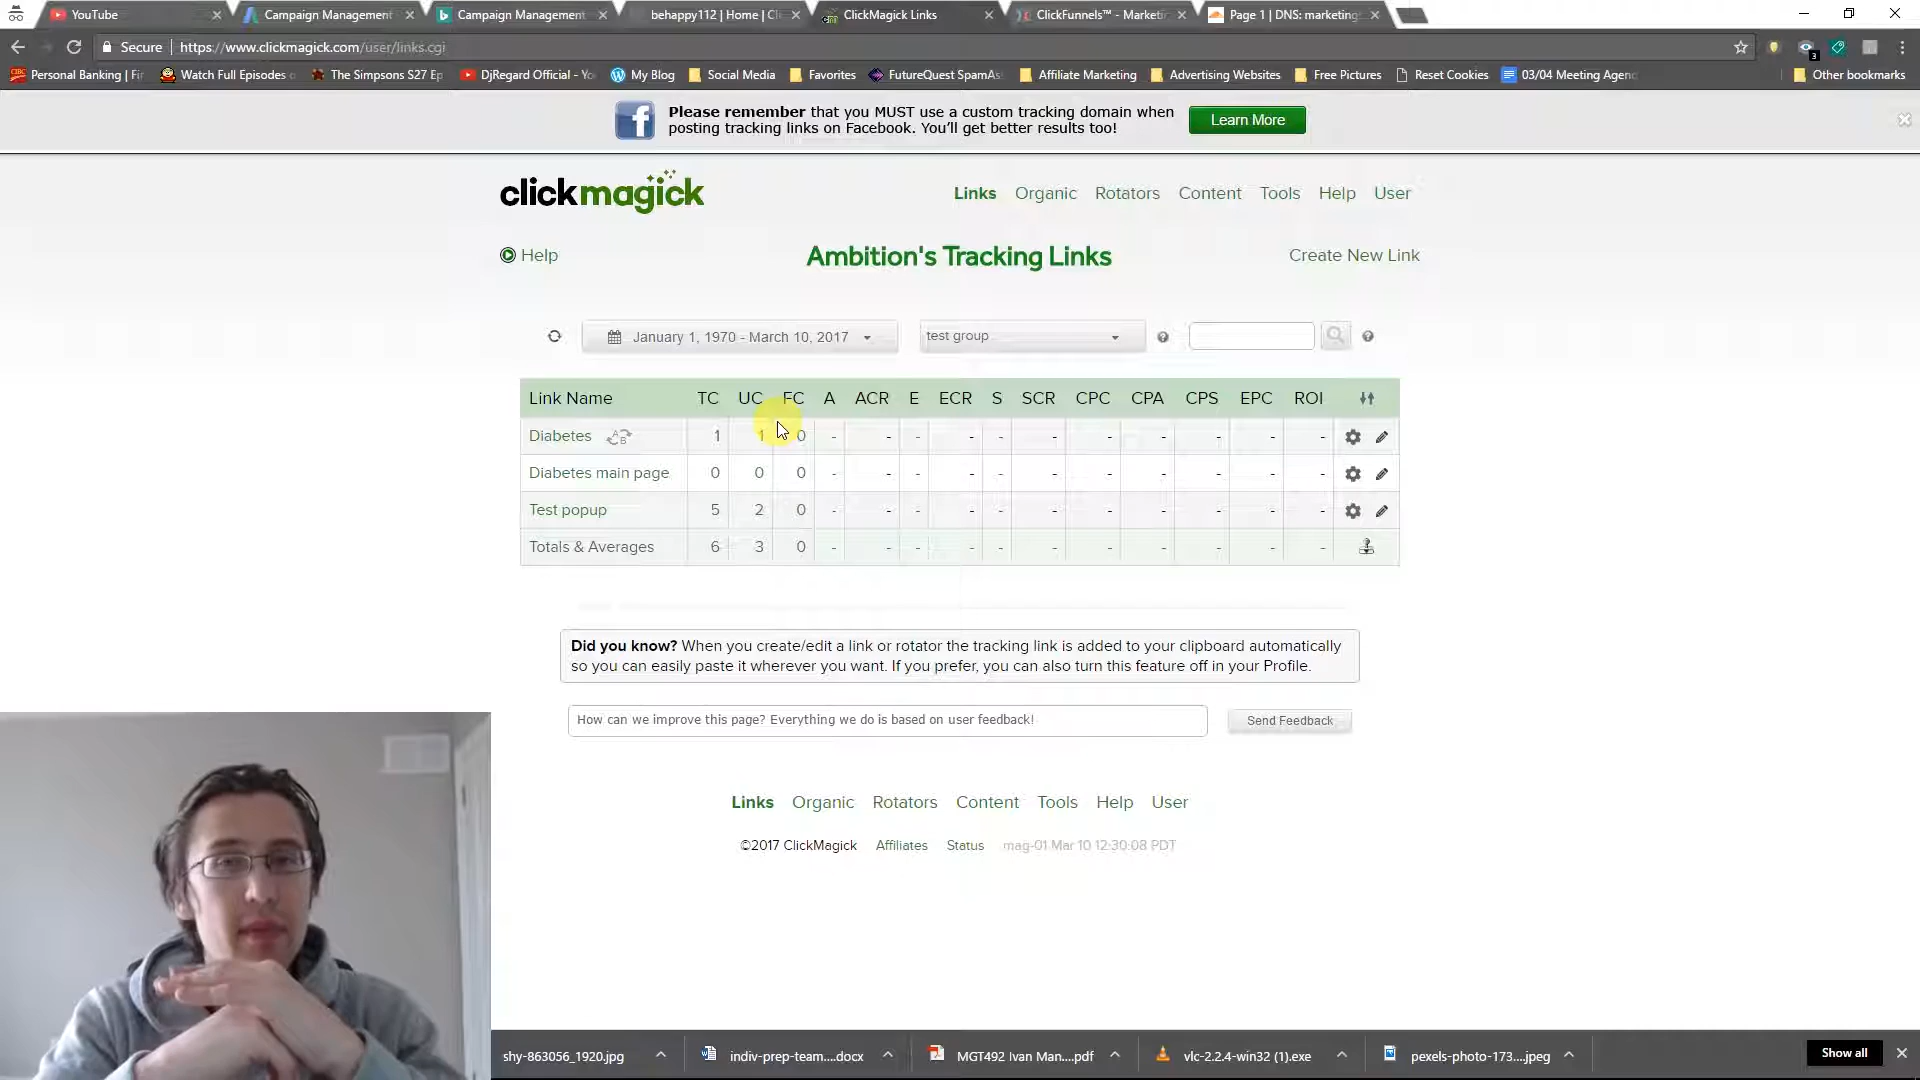 YouTube
Campaign Management
Campaign Management
behappy112 | Home | Cl
ClickMagick Links
ClickFunnels™ - Marketi
Page 1 | DNS: marketing
Secure
https://www.clickmagick.com/user/links.cgi
Personal Banking | Fir
Watch Full Episodes o
The Simpsons S27 Ep
DjRegard Official - Yo
My Blog
Social Media
Favorites
FutureQuest SpamAs
Affiliate Marketing
Advertising Websites
Free Pictures
Reset Cookies
03/04 Meeting Agend
Other bookmarks
Please remember that you MUST use a custom tracking domain when
posting tracking links on Facebook. You'll get better results too!
Learn More
clickmagick
Links Organic Rotators Content Tools Help User
Help
Ambition's Tracking Links
Create New Link
January 1, 1970 - March 10, 2017
test group
Link Name TC UC FC A ACR E ECR S SCR CPC CPA CPS EPC ROI
Diabetes 1 1 0 - - - - - - - - - - -
Diabetes main page 0 0 0 - - - - - - - - - - -
Test popup 5 2 0 - - - - - - - - - - -
Totals & Averages 6 3 0 - - - - - - - - - - -
Did you know? When you create/edit a link or rotator the tracking link is added to your clipboard automatically
so you can easily paste it wherever you want. If you prefer, you can also turn this feature off in your Profile.
How can we improve this page? Everything we do is based on user feedback!
Send Feedback
Links Organic Rotators Content Tools Help User
©2017 ClickMagick Affiliates Status mag-01 Mar 10 12:30:08 PDT
shy-863056_1920.jpg
indiv-prep-team....docx
MGT492 Ivan Man....pdf
vlc-2.2.4-win32 (1).exe
pexels-photo-173....jpeg
Show all